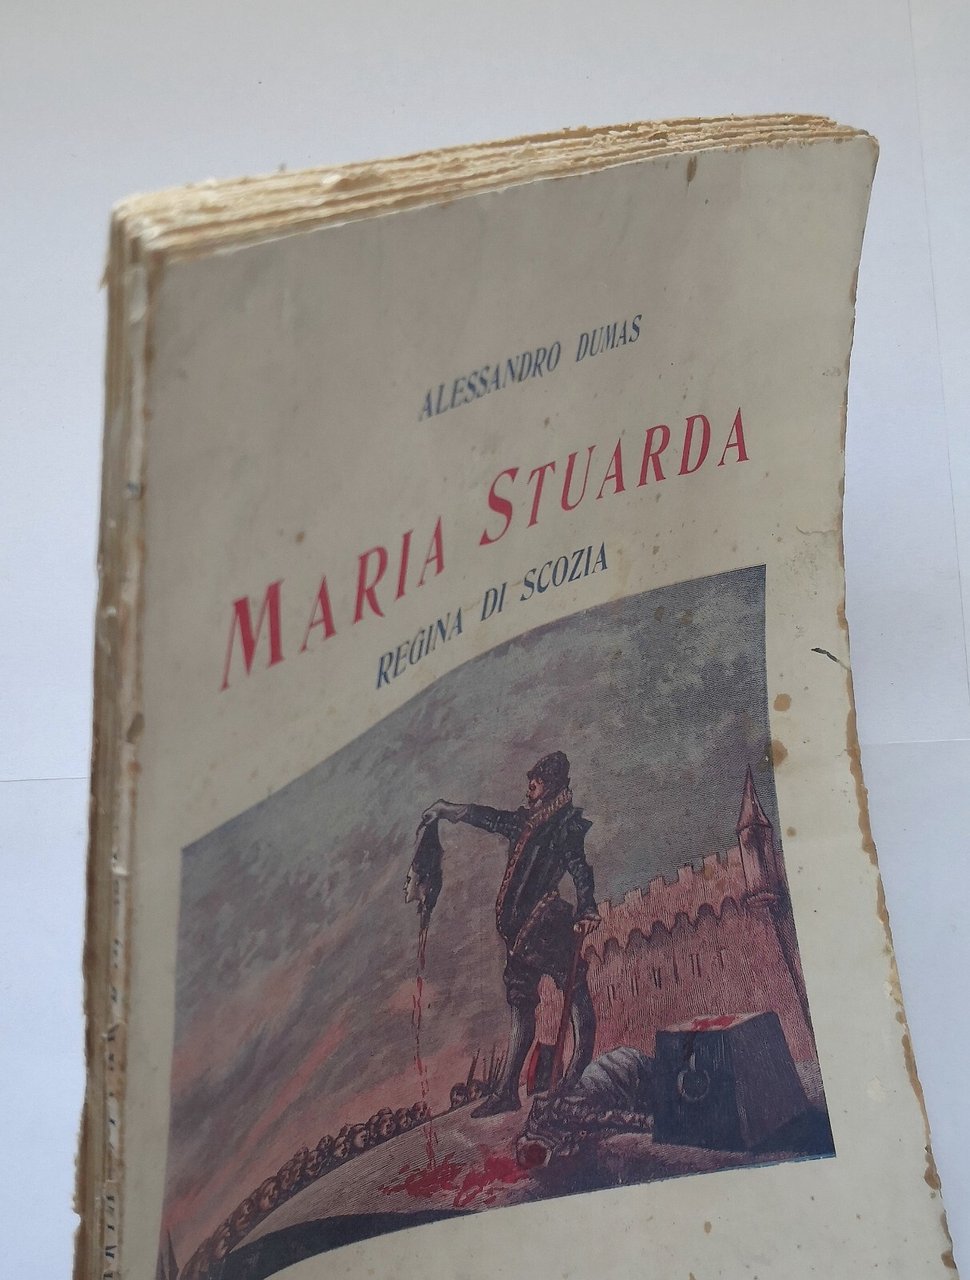 ALESSANDRO DUMAS
MARIA STUARDA
REGINA DI SCOZIA